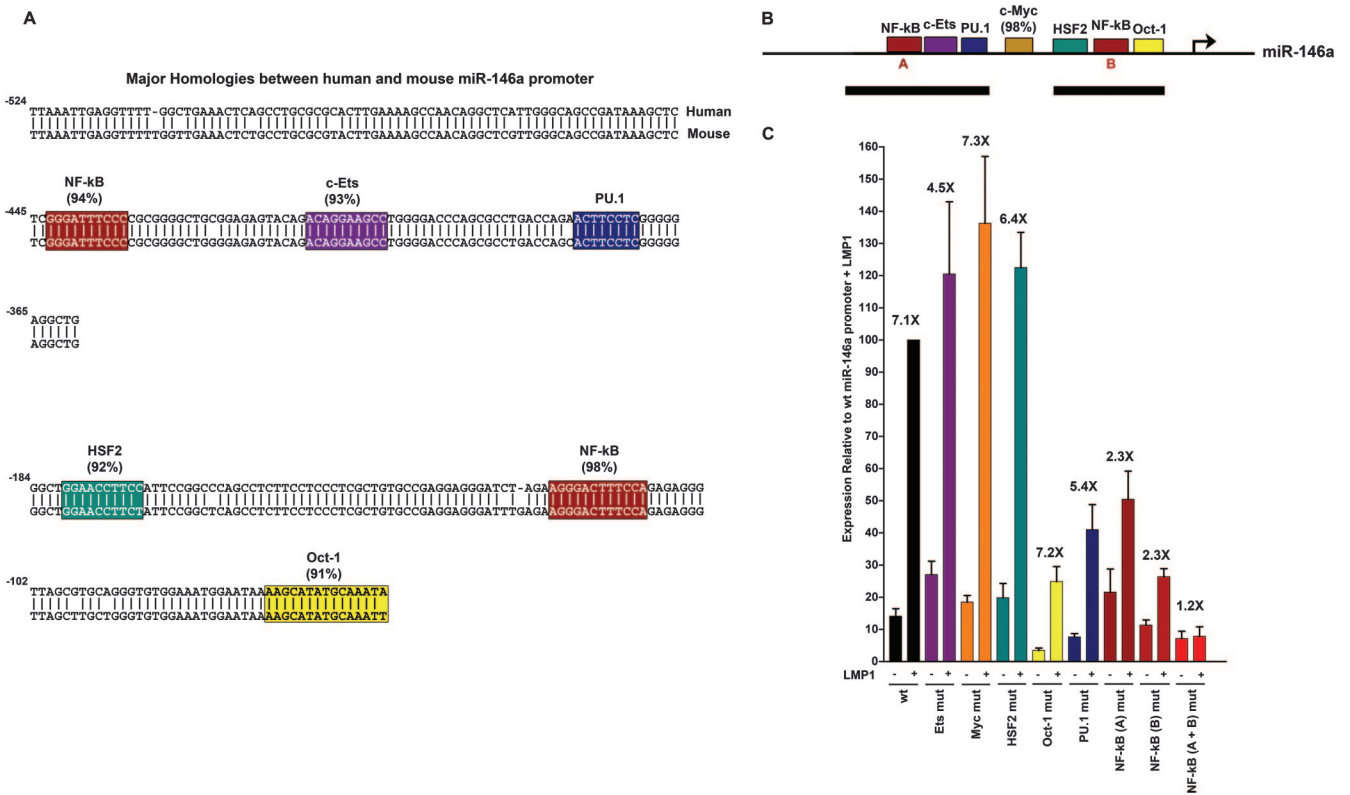 A
Major Homologies between human and mouse miR-146a promoter
-524
TTAAATTGAGGTTTT-GGCTGAAACTCAGCCTGCGCGCACTTGAAAAGCCAACAGGCTCATTGGGCAGCCGATAAAGCTC Human
TTAAATTGAGGTTTTTGGTTGAAACTCTGCCTGCGCGTACTTGAAAAGCCAACAGGCTCGTTGGGCAGCCGATAAAGCTC Mouse
NF-kB
(94%)
c-Ets
(93%)
PU.1
-445
TCGGGATTTCCCCGCGGGGCTGCGGAGAGTACAGACAGGAAGCCTGGGGACCCAGCGCCTGACCAGAACTTCCTCGGGGG
TCGGGATTTCCCCGCGGGGCTGGGGAGAGTACAGACAGGAAGCCTGGGGACCCAGCGCCTGACCAGCACTTCCTCGGGGG
-365
AGGCTG
AGGCTG
HSF2
(92%)
NF-kB
(98%)
-184
GGCTGGAACCTTCCATTCCGGCCCAGCCTCTTCCTCCCTCGCTGTGCCGAGGAGGGATCT-AGAAGGGACTTTCCAGAGAGGG
GGCTGGAACCTTCTATTCCGGCTCAGCCTCTTCCTCCCTCGCTGTGCCGAGGAGGGATTTGAGAAGGGACTTTCCAGAGAGGG
Oct-1
(91%)
-102
TTAGCGTGCAGGGTGTGGAAATGGAATAAAAGCATATGCAAATA
TTAGCTTGCTGGGTGTGGAAATGGAATAAAAGCATATGCAAATT
B
NF-kB c-Ets PU.1 c-Myc (98%) HSF2 NF-kB Oct-1
miR-146a
A B
C
Expression Relative to wt miR-146a promoter + LMP1
160
150
140
130
120
110
100
90
80
70
60
50
40
30
20
10
0
7.1X 4.5X 7.3X 6.4X 7.2X 5.4X 2.3X 2.3X 1.2X
LMP1 - + - + - + - + - + - + - + - + - +
wt
Ets mut
Myc mut
HSF2 mut
Oct-1 mut
PU.1 mut
NF-kB (A) mut
NF-kB (B) mut
NF-kB (A + B) mut